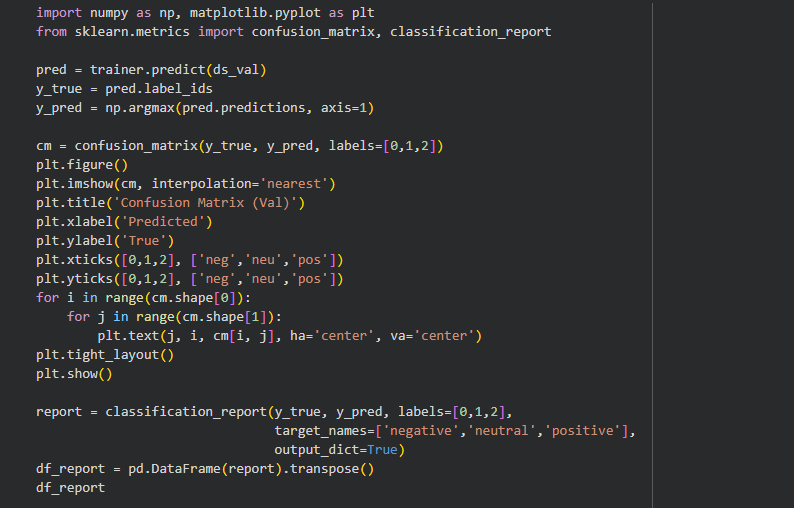 import numpy as np, matplotlib.pyplot as plt
from sklearn.metrics import confusion_matrix, classification_report

pred = trainer.predict(ds_val)
y_true = pred.label_ids
y_pred = np.argmax(pred.predictions, axis=1)

cm = confusion_matrix(y_true, y_pred, labels=[0,1,2])
plt.figure()
plt.imshow(cm, interpolation='nearest')
plt.title('Confusion Matrix (Val)')
plt.xlabel('Predicted')
plt.ylabel('True')
plt.xticks([0,1,2], ['neg','neu','pos'])
plt.yticks([0,1,2], ['neg','neu','pos'])
for i in range(cm.shape[0]):
    for j in range(cm.shape[1]):
        plt.text(j, i, cm[i, j], ha='center', va='center')
plt.tight_layout()
plt.show()

report = classification_report(y_true, y_pred, labels=[0,1,2],
                               target_names=['negative','neutral','positive'],
                               output_dict=True)
df_report = pd.DataFrame(report).transpose()
df_report